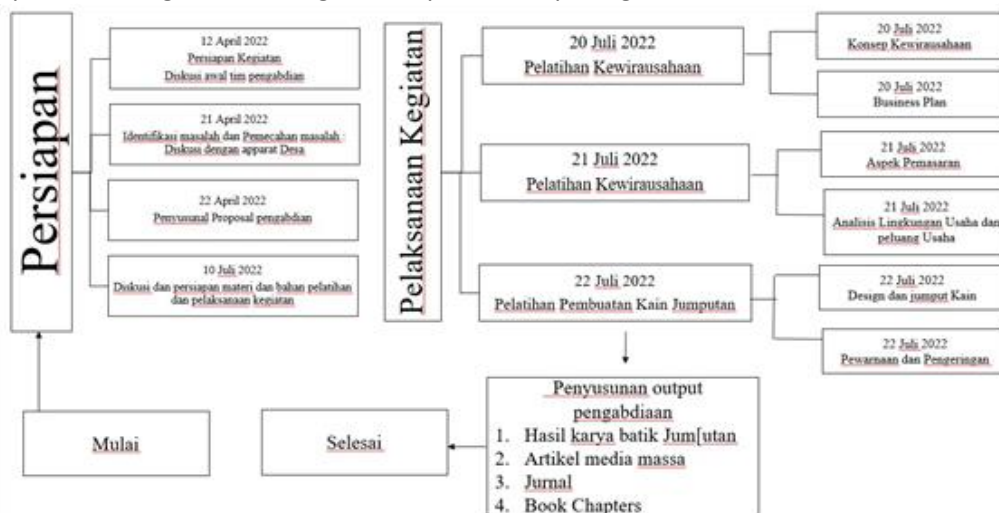 Persiapan
12 April 2022
Persiapan Kegiatan
Diskusi awal tim pengabdian
21 April 2022
Identifikasi masalah dan Pemecahan masalah :
Diskusi dengan apparat Desa
22 April 2022
Penyusunal Proposal pengabdian
10 Juli 2022
Diskusi dan persiapan materi dan bahan pelatihan
dan pelaksanaan kegiatan
Mulai
Pelaksanaan Kegiatan
20 Juli 2022
Pelatihan Kewirausahaan
20 Juli 2022
Konsep Kewirausahaan
20 Juli 2022
Business Plan
21 Juli 2022
Pelatihan Kewirausahaan
21 Juli 2022
Aspek Pemasaran
21 Juli 2022
Analisis Lingkungan Usaha dan
peluang Usaha
22 Juli 2022
Pelatihan Pembuatan Kain Jumputan
22 Juli 2022
Design dan jumput Kain
22 Juli 2022
Pewarnaan dan Pengeringan
Penyusunan output
pengabdiaan
1. Hasil karya batik Jum[utan
2. Artikel media massa
3. Jurnal
4. Book Chapters
Selesai